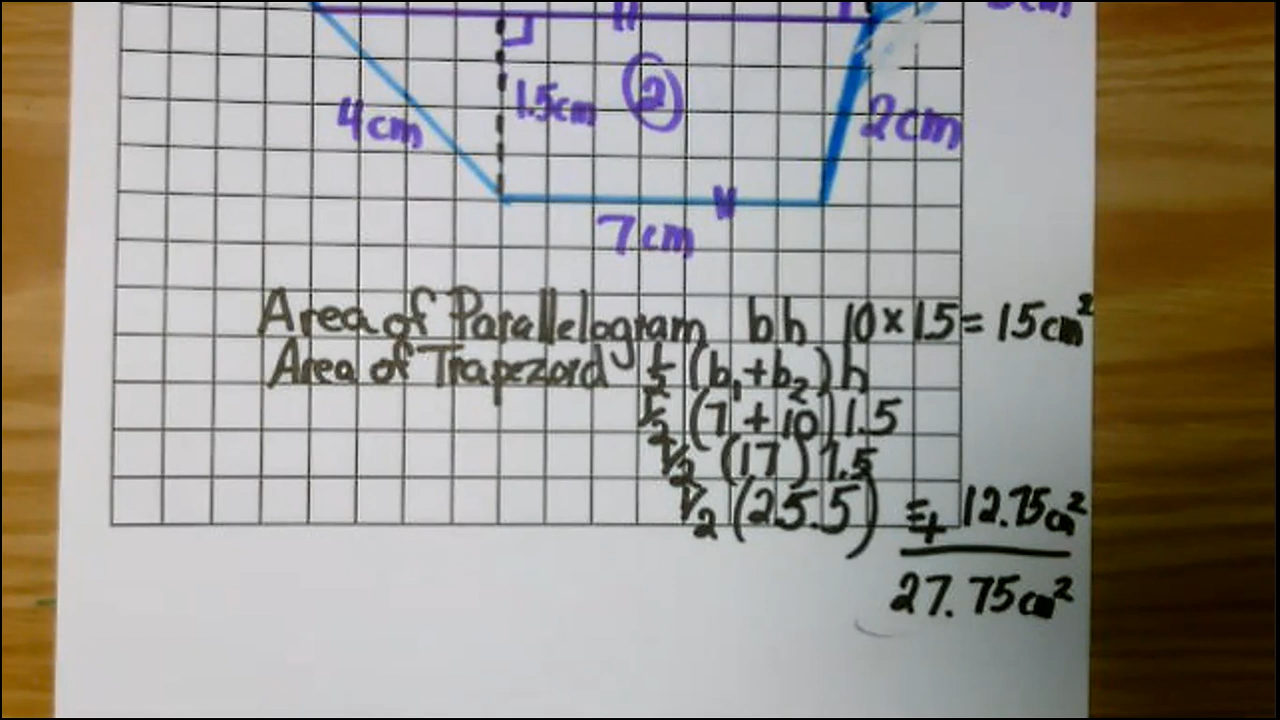 1.5cm
2
4cm
2cm
7cm
Area of Parallelogram bh 10 × 1.5 = 15cm²
Area of Trapezord ½ (b₁+b₂)h
½ (7 + 10) 1.5
½ (17) 1.5
½ (25.5) = + 12.75cm²
27.75cm²